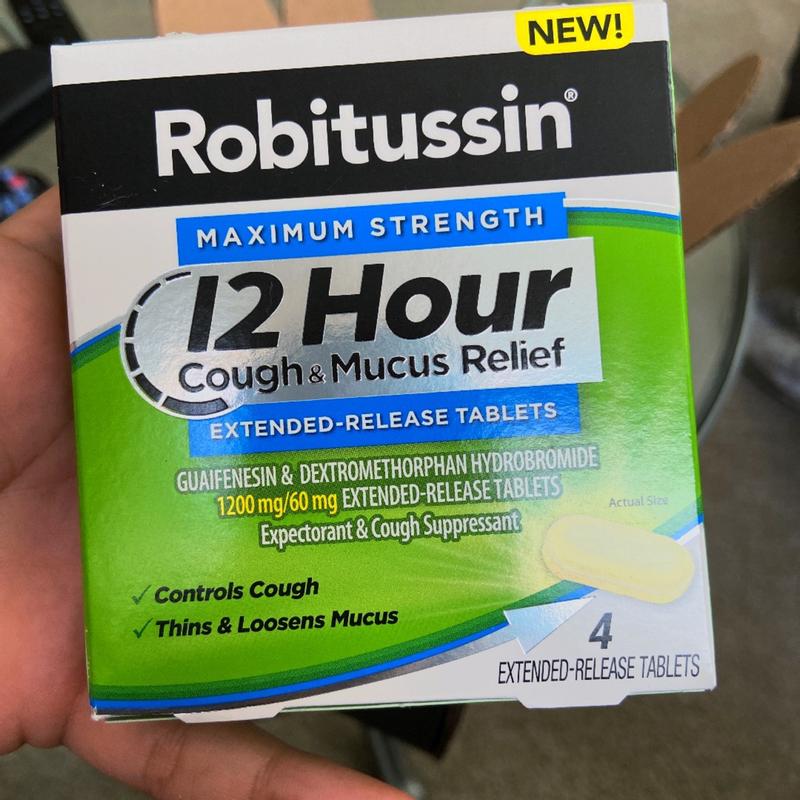 NEW!
Robitussin®
MAXIMUM STRENGTH
12 Hour
Cough & Mucus Relief
EXTENDED-RELEASE TABLETS
GUAIFENESIN & DEXTROMETHORPHAN HYDROBROMIDE
1200 mg/60 mg EXTENDED-RELEASE TABLETS
Expectorant & Cough Suppressant
Actual Size
✓ Controls Cough
✓ Thins & Loosens Mucus
4
EXTENDED-RELEASE TABLETS